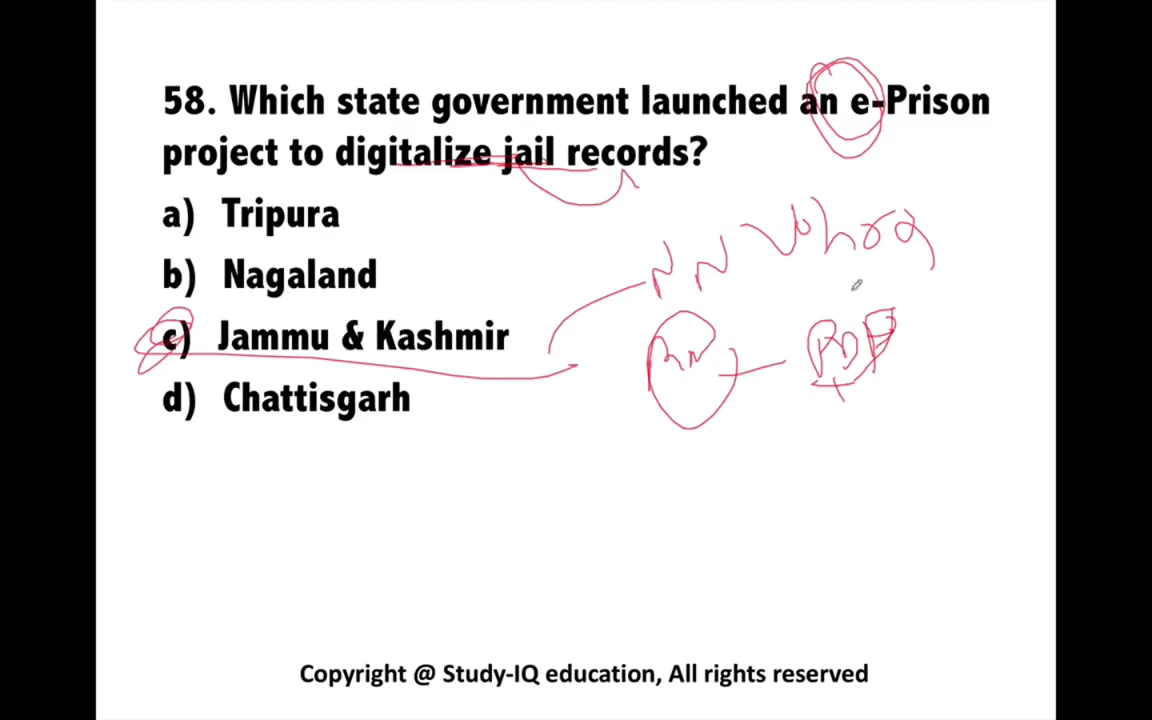 58. Which state government launched an e-Prison
project to digitalize jail records?
a) Tripura
b) Nagaland
c) Jammu & Kashmir
d) Chattisgarh
N N Vohra
PDP
Copyright @ Study-IQ education, All rights reserved